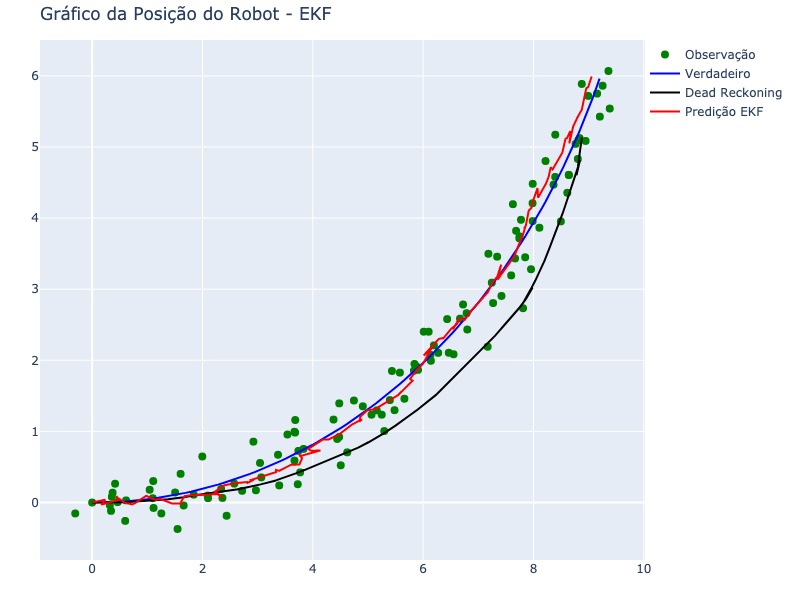 Gráfico da Posição do Robot - EKF
Observação
Verdadeiro
Dead Reckoning
Predição EKF
6
5
4
3
2
1
0
0 2 4 6 8 10